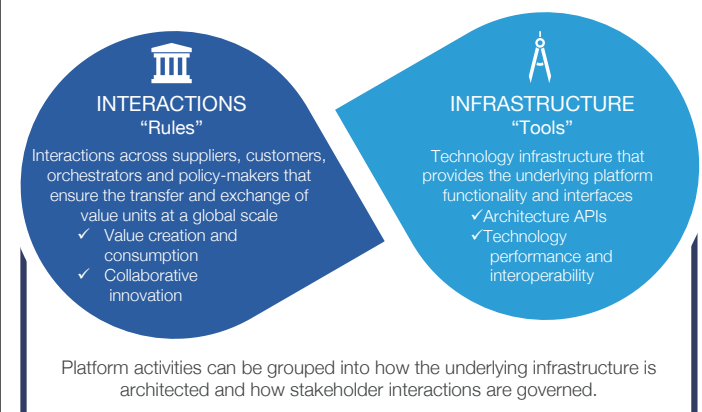 INTERACTIONS
“Rules”
Interactions across suppliers, customers,
orchestrators and policy-makers that
ensure the transfer and exchange of
value units at a global scale
✓ Value creation and
consumption
✓ Collaborative
innovation
INFRASTRUCTURE
“Tools”
Technology infrastructure that
provides the underlying platform
functionality and interfaces
✓Architecture APIs
✓Technology
performance and
interoperability
Platform activities can be grouped into how the underlying infrastructure is
architected and how stakeholder interactions are governed.